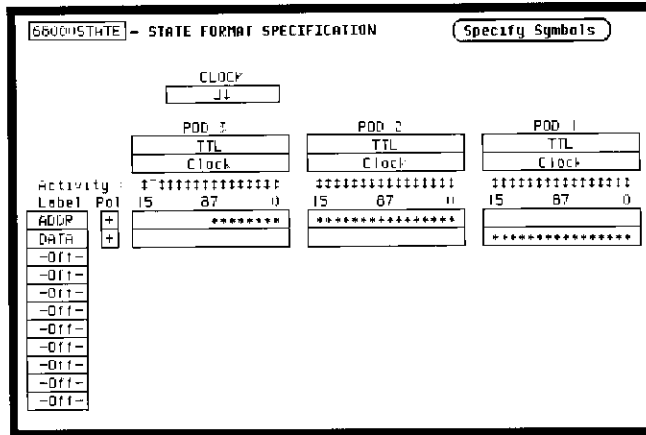 68000STATE - STATE FORMAT SPECIFICATION Specify Symbols
CLOCK
J↓
POD 3 POD 2 POD 1
TTL TTL TTL
Clock Clock Clock
Activity :
Label Pol 15 87 0 15 87 0 15 87 0
ADDR + ******** ****************
DATA + ****************
-Off-
-Off-
-Off-
-Off-
-Off-
-Off-
-Off-
-Off-
-Off-